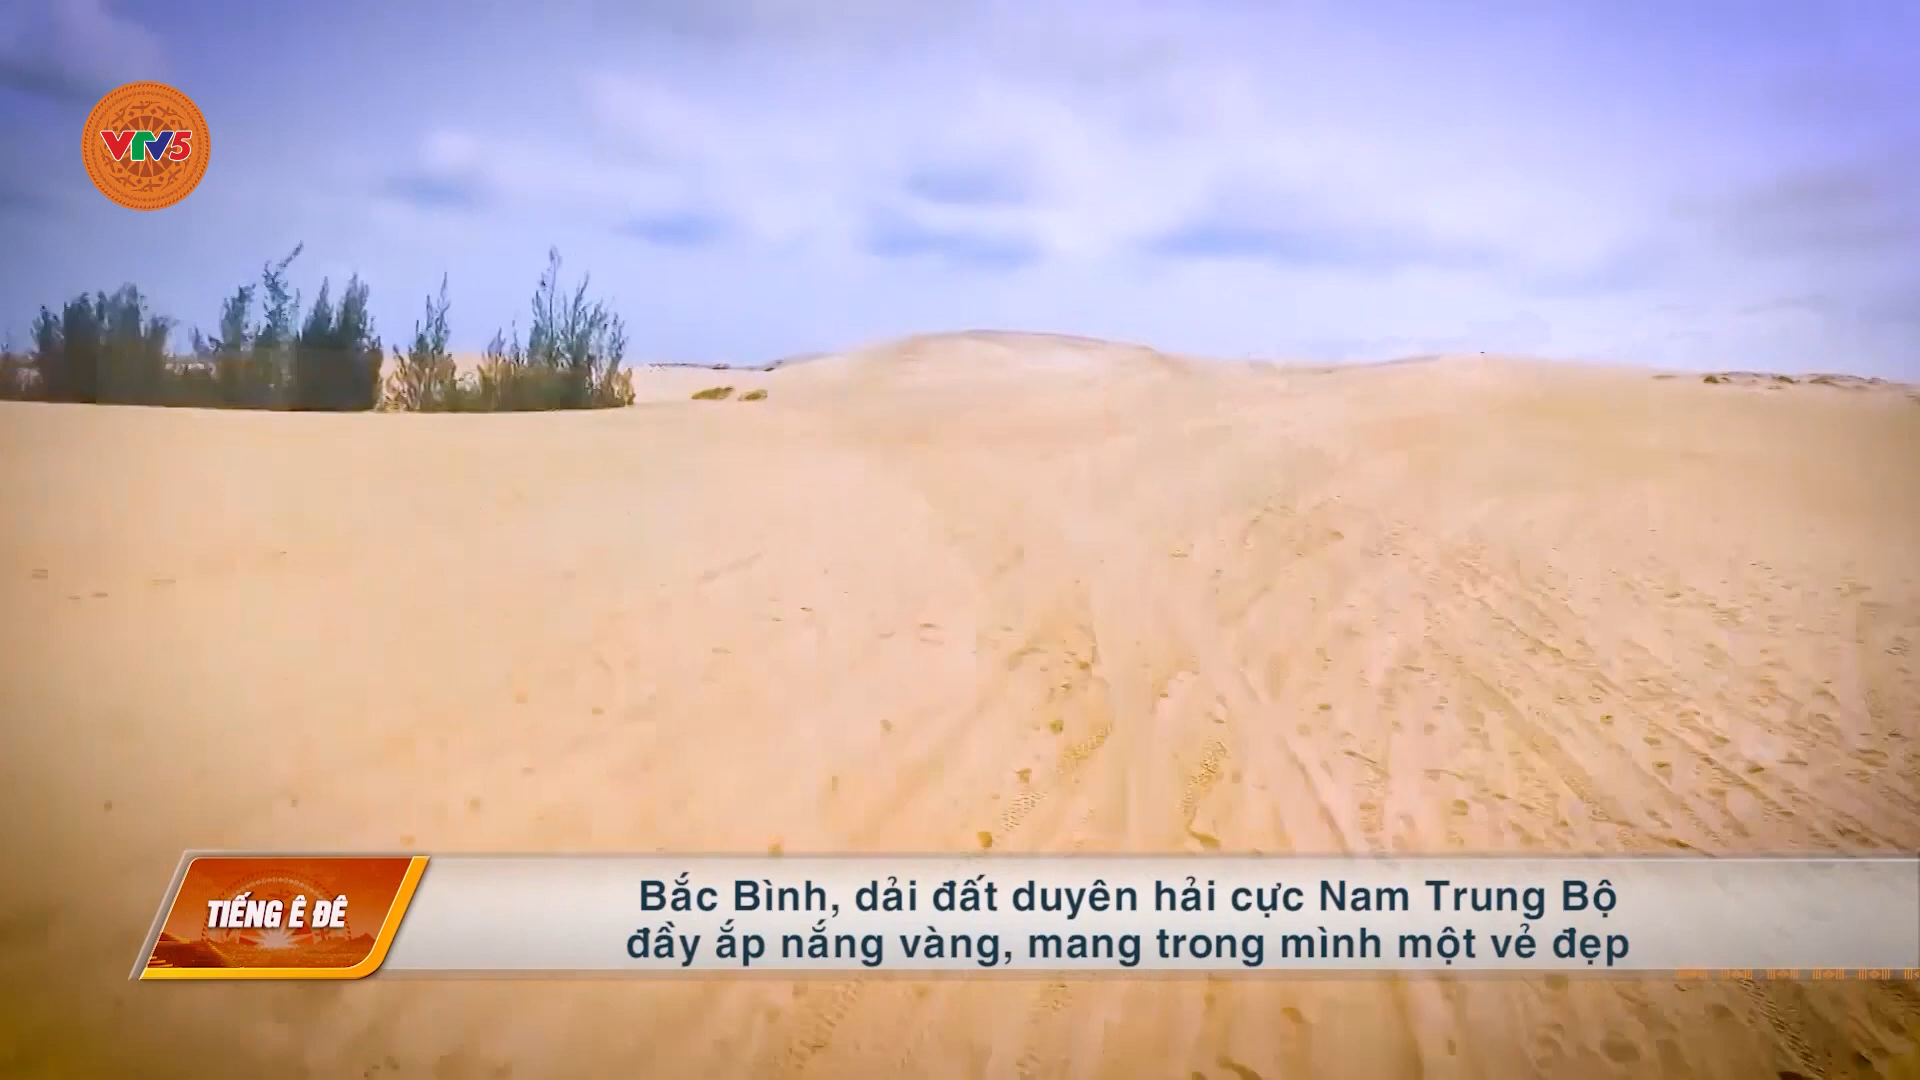 VTV5
TIẾNG Ê ĐÊ
Bắc Bình, dải đất duyên hải cực Nam Trung Bộ
đầy ắp nắng vàng, mang trong mình một vẻ đẹp